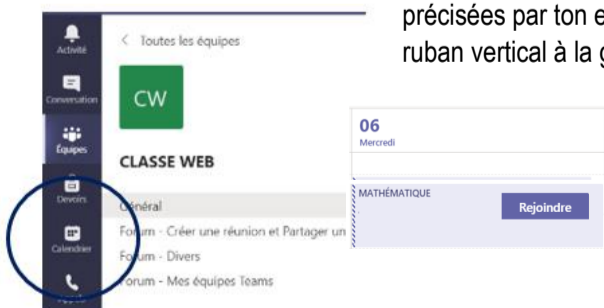 précisées par ton e
ruban vertical à la g
Activité
Conversation
Équipes
Devoirs
Calendrier
Appels
< Toutes les équipes
CW
CLASSE WEB
Général
Forum - Créer une réunion et Partager un
Forum - Divers
Forum - Mes équipes Teams
06
Mercredi
MATHÉMATIQUE
Rejoindre